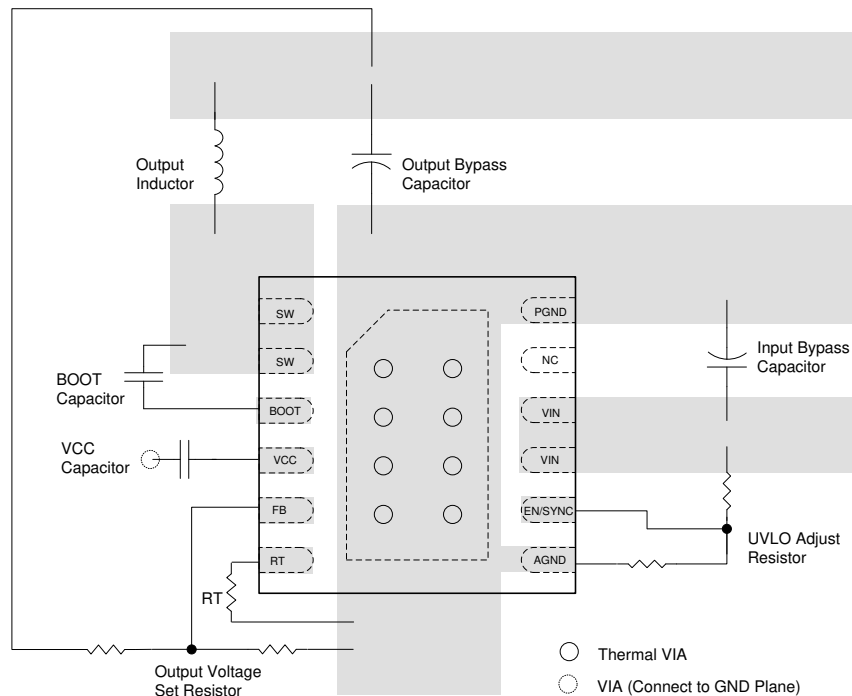 Output
Inductor
Output Bypass
Capacitor
SW
PGND
SW
NC
BOOT
Capacitor
Input Bypass
Capacitor
BOOT
VIN
VCC
Capacitor
VCC
VIN
FB
EN/SYNC
UVLO Adjust
Resistor
RT
AGND
RT
Output Voltage
Set Resistor
Thermal VIA
VIA (Connect to GND Plane)